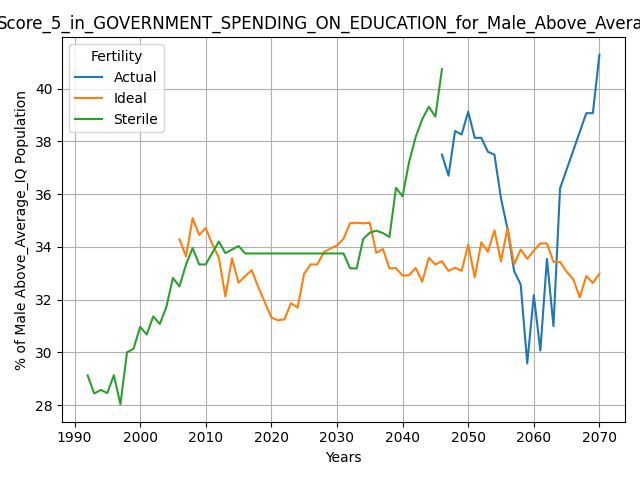 Score_5_in_GOVERNMENT_SPENDING_ON_EDUCATION_for_Male_Above_Avera
Fertility
Actual
Ideal
Sterile
% of Male Above_Average_IQ Population
40
38
36
34
32
30
28
1990 2000 2010 2020 2030 2040 2050 2060 2070
Years